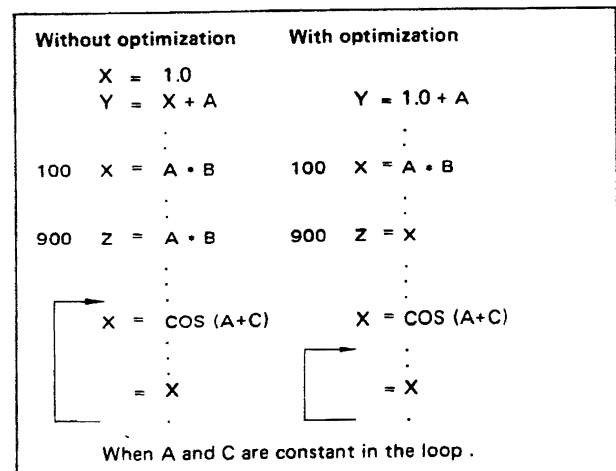 Without optimization With optimization
X = 1.0
Y = X + A Y = 1.0 + A
100 X = A * B 100 X = A * B
900 Z = A * B 900 Z = X
X = COS (A+C) X = COS (A+C)
= X = X
When A and C are constant in the loop .